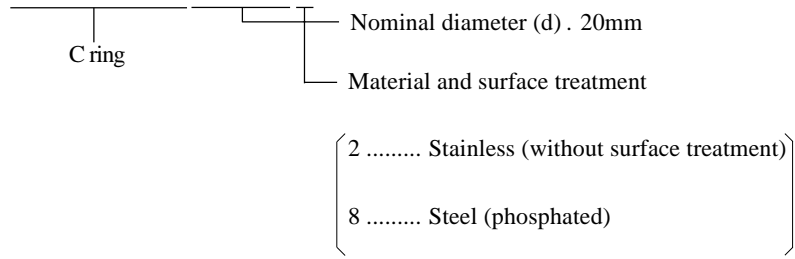 Nominal diameter (d) . 20mm
C ring
Material and surface treatment
2 ......... Stainless (without surface treatment)
8 ......... Steel (phosphated)